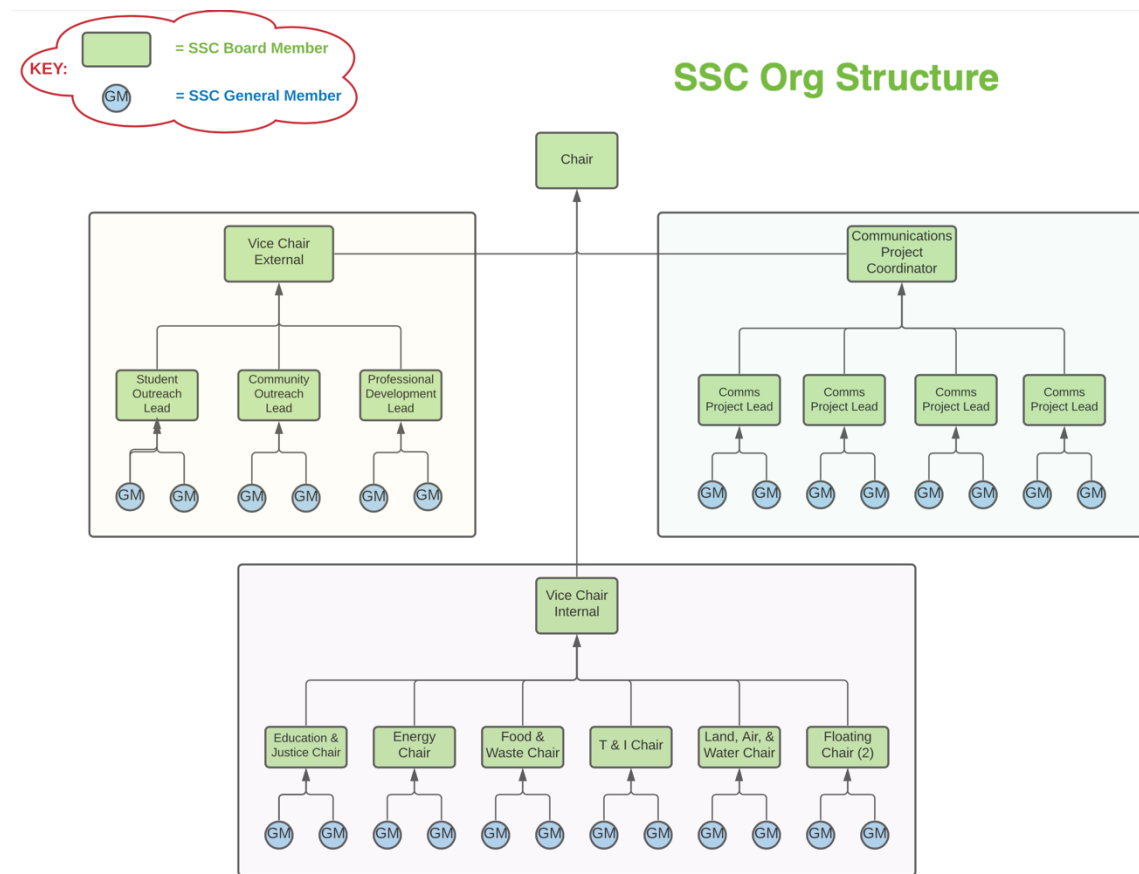 KEY:
= SSC Board Member
GM
= SSC General Member
SSC Org Structure
Chair
Vice Chair
External
Communications
Project
Coordinator
Student
Outreach
Lead
Community
Outreach
Lead
Professional
Development
Lead
Comms
Project Lead
Comms
Project Lead
Comms
Project Lead
Comms
Project Lead
GM
GM
GM
GM
GM
GM
GM
GM
GM
GM
GM
GM
GM
GM
Vice Chair
Internal
Education &
Justice Chair
Energy
Chair
Food &
Waste Chair
T & I Chair
Land, Air, &
Water Chair
Floating
Chair (2)
GM
GM
GM
GM
GM
GM
GM
GM
GM
GM
GM
GM